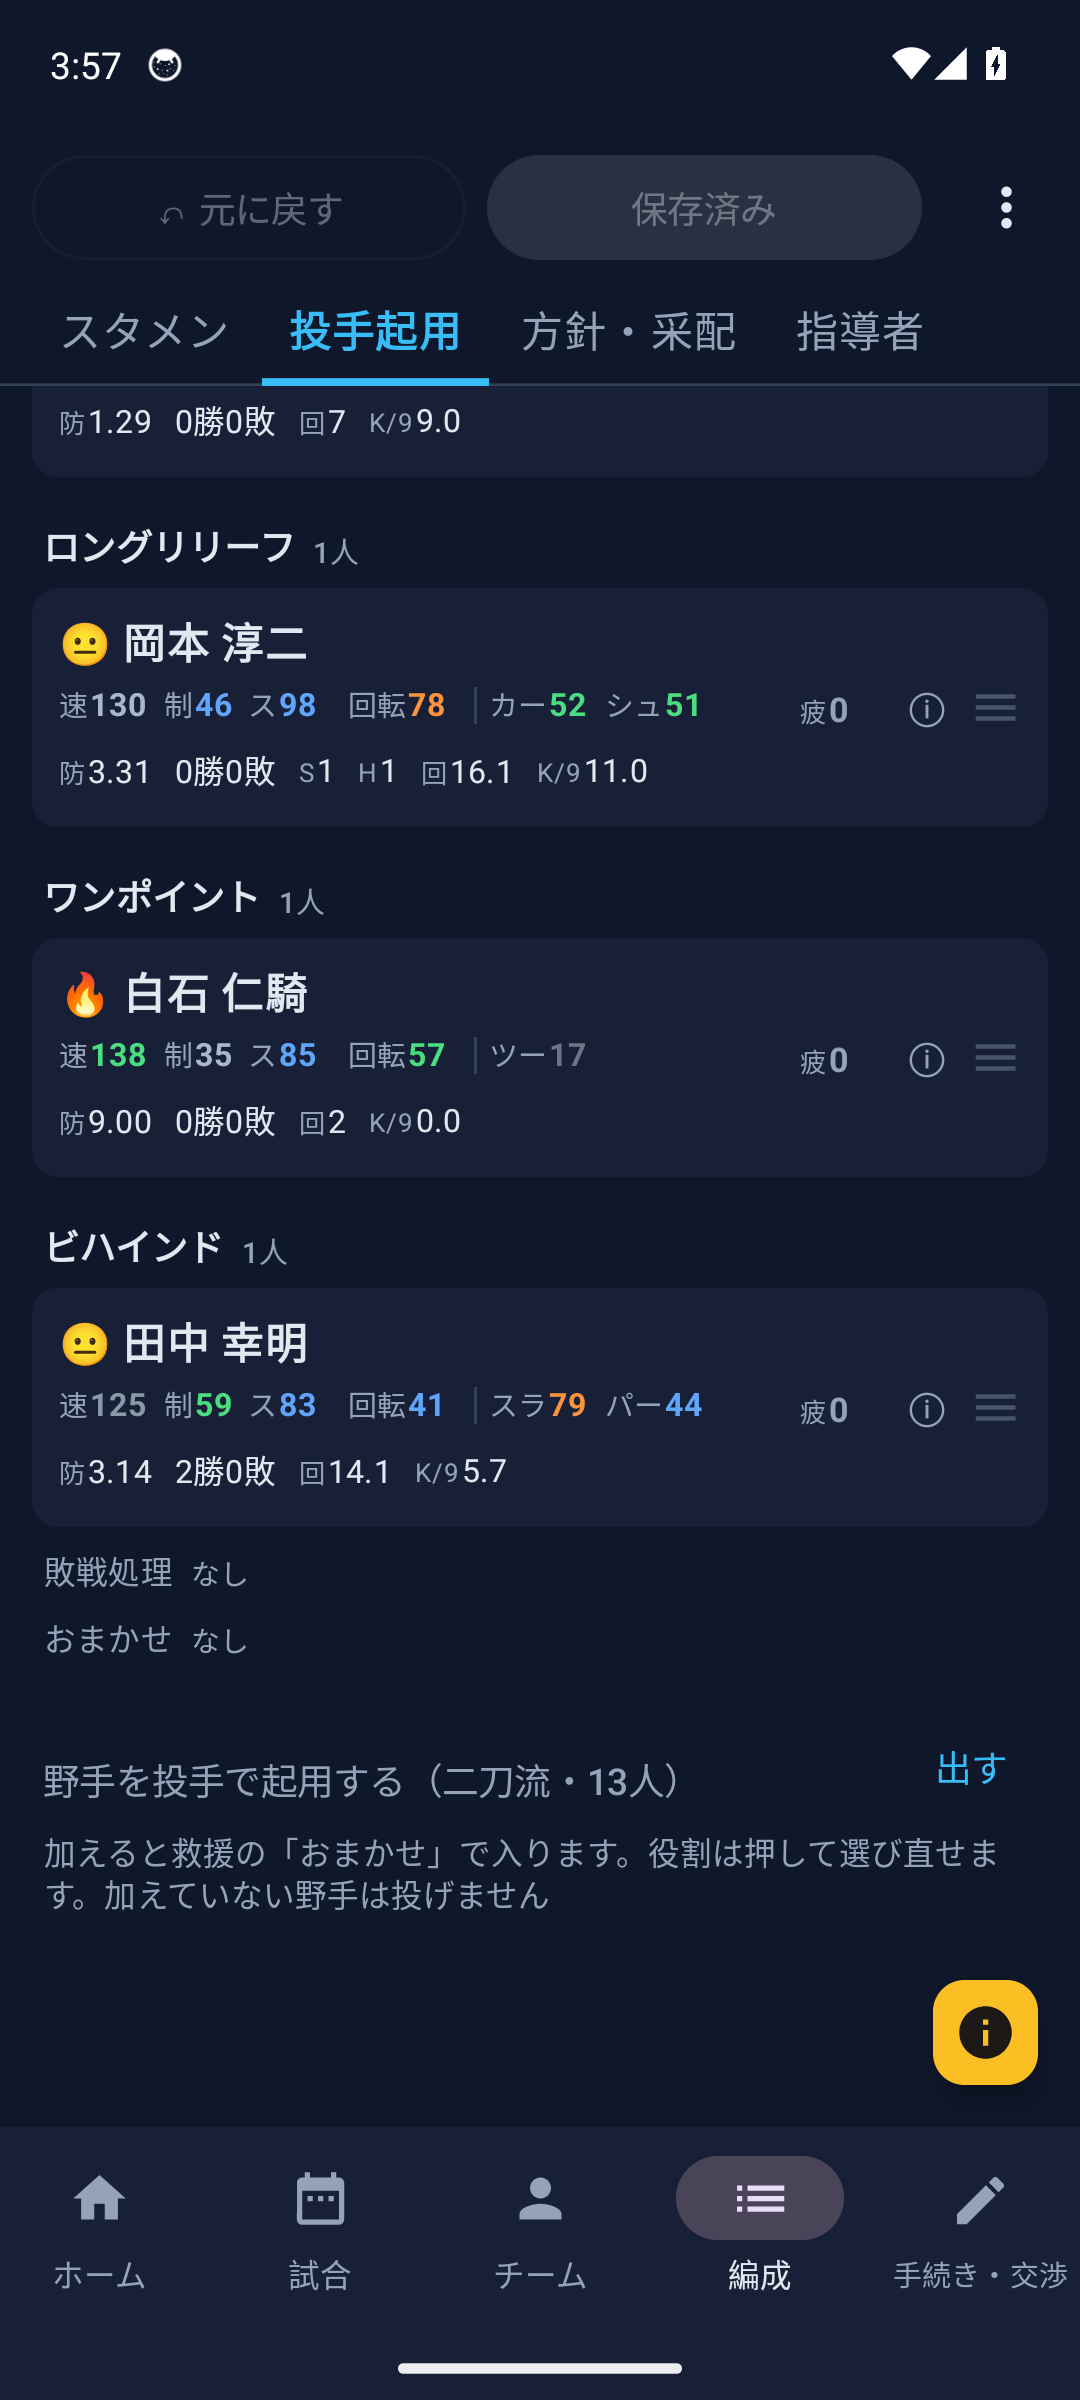 3:57
元に戻す
保存済み
スタメン 投手起用 方針・采配 指導者
防1.29 0勝0敗 回7 K/9 9.0
ロングリリーフ 1人
岡本 淳二
速130 制46 ス98 回転78 カー52 シュ51 疲0
防3.31 0勝0敗 S1 H1 回16.1 K/9 11.0
ワンポイント 1人
白石 仁騎
速138 制35 ス85 回転57 ツー17 疲0
防9.00 0勝0敗 回2 K/9 0.0
ビハインド 1人
田中 幸明
速125 制59 ス83 回転41 スラ79 パー44 疲0
防3.14 2勝0敗 回14.1 K/9 5.7
敗戦処理 なし
おまかせ なし
野手を投手で起用する（二刀流・13人） 出す
加えると救援の「おまかせ」で入ります。役割は押して選び直せま
す。加えていない野手は投げません
ホーム 試合 チーム 編成 手続き・交渉